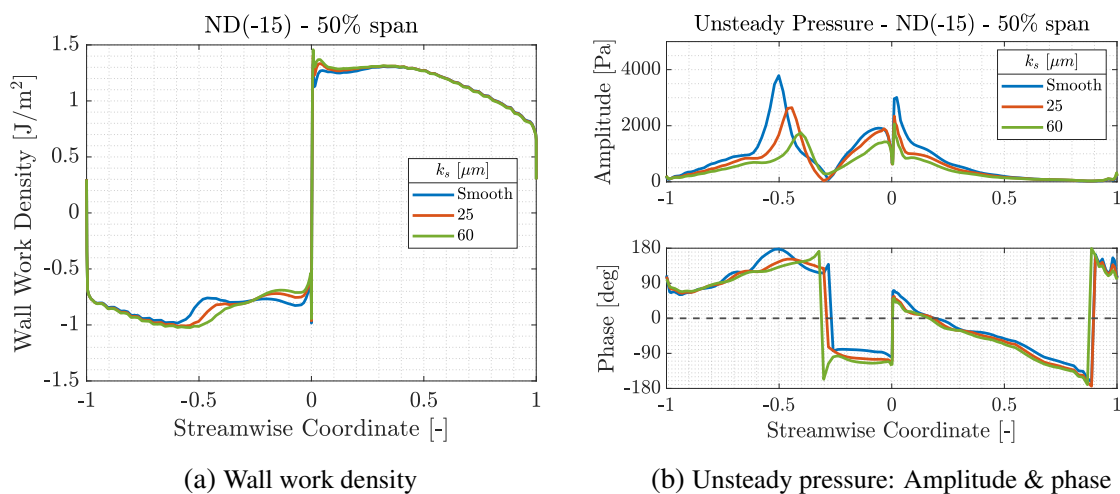 ND(-15) - 50% span
Wall Work Density [J/m²]
1.5
1
0.5
0
-0.5
-1
-1.5
k_s [μm]
Smooth
25
60
-1 -0.5 0 0.5 1
Streamwise Coordinate [-]
(a) Wall work density
Unsteady Pressure - ND(-15) - 50% span
Amplitude [Pa]
4000
2000
0
k_s [μm]
Smooth
25
60
-1 -0.5 0 0.5 1
Phase [deg]
180
90
0
-90
-180
-1 -0.5 0 0.5 1
Streamwise Coordinate [-]
(b) Unsteady pressure: Amplitude & phase